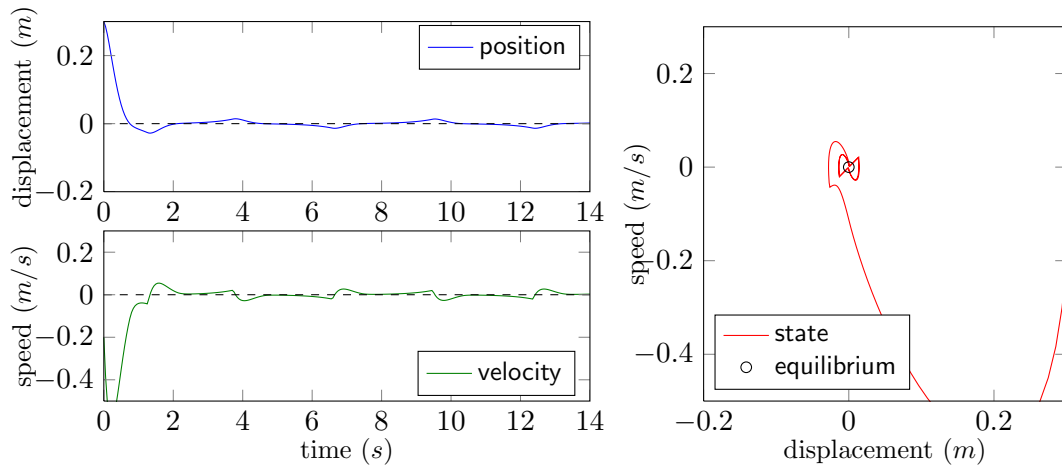 displacement (m)
0.2
0
−0.2
0 2 4 6 8 10 12 14
position
speed (m/s)
0.2
0
−0.2
−0.4
0 2 4 6 8 10 12 14
time (s)
velocity
speed (m/s)
0.2
0
−0.2
−0.4
−0.2 0 0.2
displacement (m)
state
equilibrium